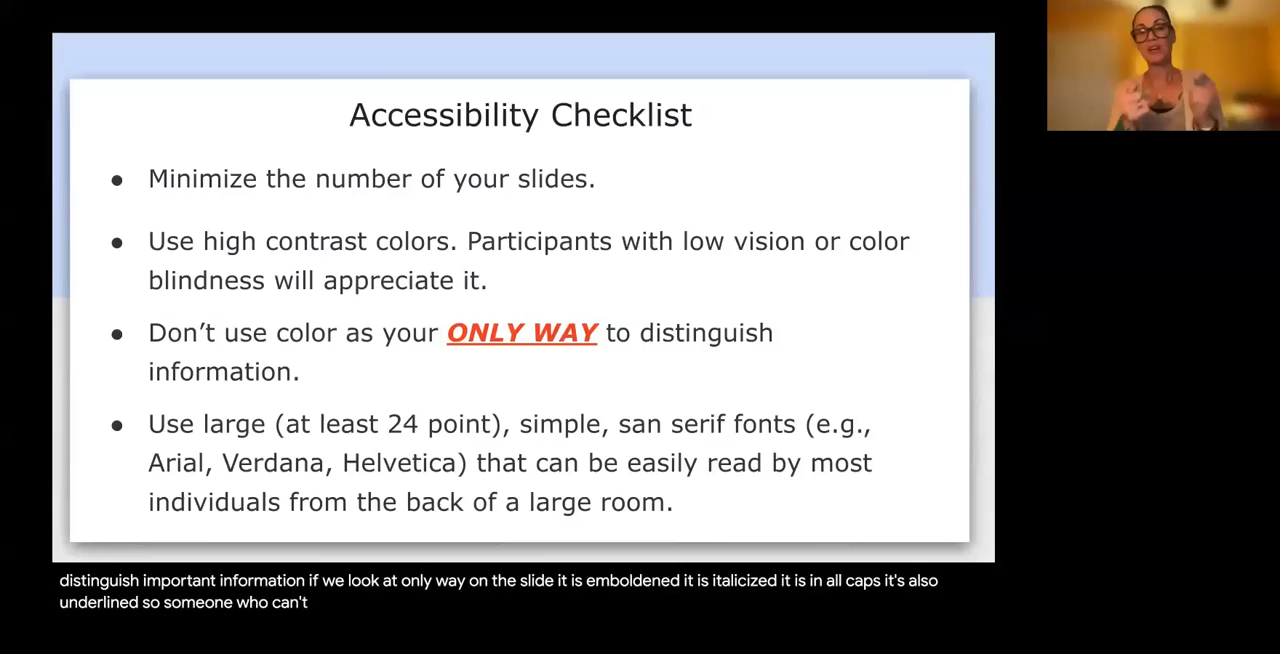 Accessibility Checklist
● Minimize the number of your slides.
● Use high contrast colors. Participants with low vision or color
blindness will appreciate it.
● Don’t use color as your ONLY WAY to distinguish
information.
● Use large (at least 24 point), simple, san serif fonts (e.g.,
Arial, Verdana, Helvetica) that can be easily read by most
individuals from the back of a large room.
distinguish important information if we look at only way on the slide it is emboldened it is italicized it is in all caps it's also
underlined so someone who can't